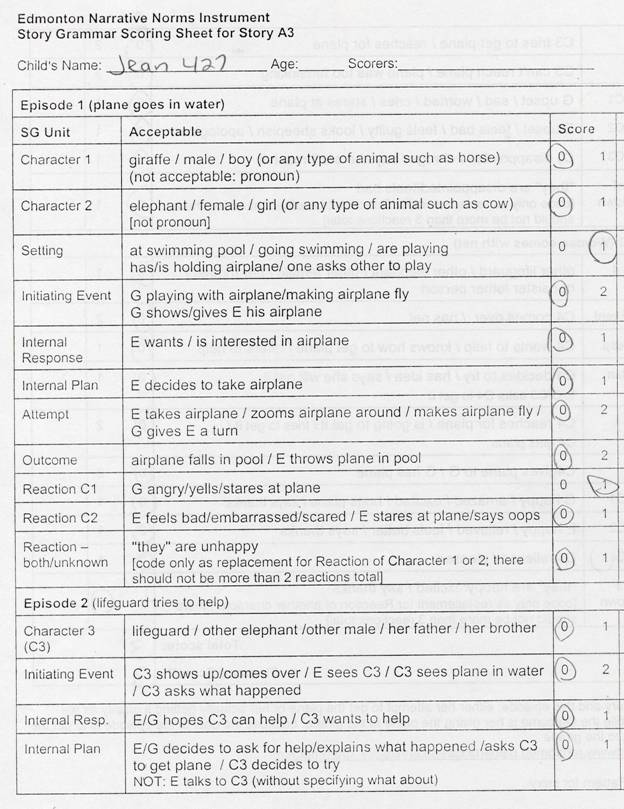 Edmonton Narrative Norms Instrument
Story Grammar Scoring Sheet for Story A3
Child's Name: Jean 427 Age: Scorers:
Episode 1 (plane goes in water)
SG Unit Acceptable Score
Character 1 giraffe / male / boy (or any type of animal such as horse) 0 1
(not acceptable: pronoun)
Character 2 elephant / female / girl (or any type of animal such as cow) 0 1
[not pronoun]
Setting at swimming pool / going swimming / are playing 0 1
has/is holding airplane/ one asks other to play
Initiating Event G playing with airplane/making airplane fly 0 2
G shows/gives E his airplane
Internal E wants / is interested in airplane 0 1
Response
Internal Plan E decides to take airplane 0 1
Attempt E takes airplane / zooms airplane around / makes airplane fly / 0 2
G gives E a turn
Outcome airplane falls in pool / E throws plane in pool 0 2
Reaction C1 G angry/yells/stares at plane 0 1
Reaction C2 E feels bad/embarrassed/scared / E stares at plane/says oops 0 1
Reaction – "they" are unhappy 0 1
both/unknown [code only as replacement for Reaction of Character 1 or 2; there
should not be more than 2 reactions total]
Episode 2 (lifeguard tries to help)
Character 3 lifeguard / other elephant /other male / her father / her brother 0 1
(C3)
Initiating Event C3 shows up/comes over / E sees C3 / C3 sees plane in water 0 2
/ C3 asks what happened
Internal Resp. E/G hopes C3 can help / C3 wants to help 0 1
Internal Plan E/G decides to ask for help/explains what happened /asks C3 0 1
to get plane / C3 decides to try
NOT: E talks to C3 (without specifying what about)